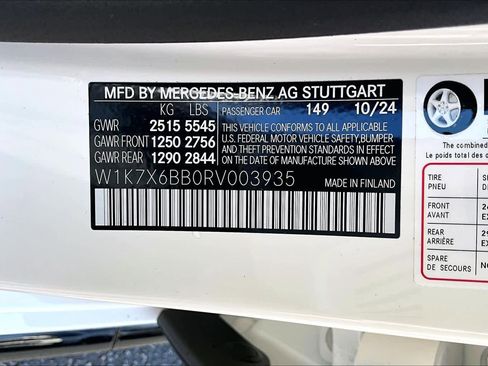 MFD BY MERCEDES-BENZ AG STUTTGART
KG LBS PASSENGER CAR 149 10/24
GWR 2515 5545
GAWR FRONT 1250 2756
GAWR REAR 1290 2844
THIS VEHICLE CONFORMS TO ALL APPLICABLE
U.S. FEDERAL MOTOR VEHICLE SAFETY, BUMPER,
AND THEFT PREVENTION STANDARDS IN EFFECT
ON THE DATE OF MANUFACTURE SHOWN ABOVE.
W1K7X6BB0RV003935 MADE IN FINLAND
The combined
Le poids total des
TIRE
PNEU
FRONT
AVANT
REAR
ARRIÈRE
SPARE
DE SECOURS